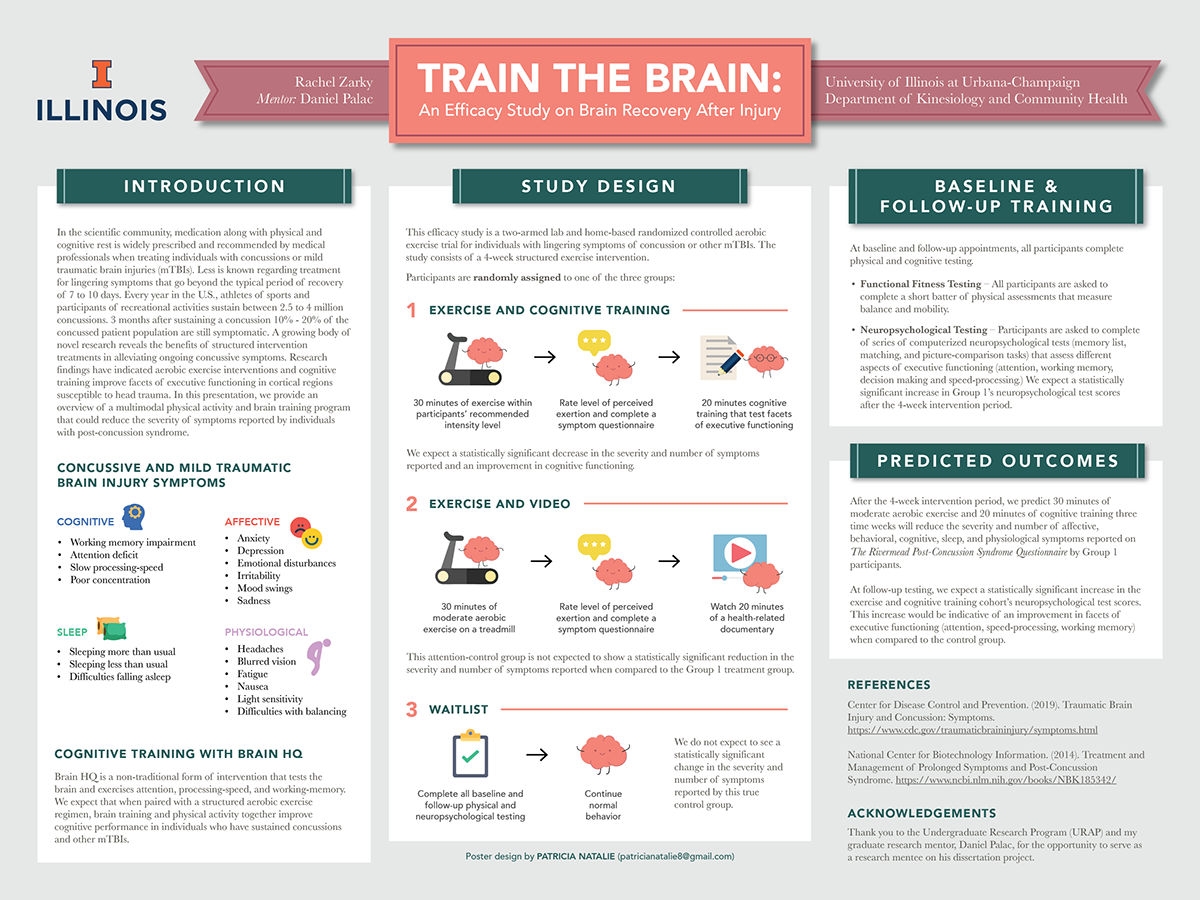 ILLINOIS
Rachel Zarky
Mentor: Daniel Palac
TRAIN THE BRAIN:
An Efficacy Study on Brain Recovery After Injury
University of Illinois at Urbana-Champaign
Department of Kinesiology and Community Health
INTRODUCTION
In the scientific community, medication along with physical and
cognitive rest is widely prescribed and recommended by medical
professionals when treating individuals with concussions or mild
traumatic brain injuries (mTBIs). Less is known regarding treatment
for lingering symptoms that go beyond the typical period of recovery
of 7 to 10 days. Every year in the U.S., athletes of sports and
participants of recreational activities sustain between 2.5 to 4 million
concussions. 3 months after sustaining a concussion 10% - 20% of the
concussed patient population are still symptomatic. A growing body of
novel research reveals the benefits of structured intervention
treatments in alleviating ongoing concussive symptoms. Research
findings have indicated aerobic exercise interventions and cognitive
training improve facets of executive functioning in cortical regions
susceptible to head trauma. In this presentation, we provide an
overview of a multimodal physical activity and brain training program
that could reduce the severity of symptoms reported by individuals
with post-concussion syndrome.
CONCUSSIVE AND MILD TRAUMATIC
BRAIN INJURY SYMPTOMS
COGNITIVE
• Working memory impairment
• Attention deficit
• Slow processing-speed
• Poor concentration
AFFECTIVE
• Anxiety
• Depression
• Emotional disturbances
• Irritability
• Mood swings
• Sadness
SLEEP
• Sleeping more than usual
• Sleeping less than usual
• Difficulties falling asleep
PHYSIOLOGICAL
• Headaches
• Blurred vision
• Fatigue
• Nausea
• Light sensitivity
• Difficulties with balancing
COGNITIVE TRAINING WITH BRAIN HQ
Brain HQ is a non-traditional form of intervention that tests the
brain and exercises attention, processing-speed, and working-memory.
We expect that when paired with a structured aerobic exercise
regimen, brain training and physical activity together improve
cognitive performance in individuals who have sustained concussions
and other mTBIs.
STUDY DESIGN
This efficacy study is a two-armed lab and home-based randomized controlled aerobic
exercise trial for individuals with lingering symptoms of concussion or other mTBIs. The
study consists of a 4-week structured exercise intervention.
Participants are randomly assigned to one of the three groups:
1 EXERCISE AND COGNITIVE TRAINING
30 minutes of exercise within
participants' recommended
intensity level
Rate level of perceived
exertion and complete a
symptom questionnaire
20 minutes cognitive
training that test facets
of executive functioning
We expect a statistically significant decrease in the severity and number of symptoms
reported and an improvement in cognitive functioning.
2 EXERCISE AND VIDEO
30 minutes of
moderate aerobic
exercise on a treadmill
Rate level of perceived
exertion and complete a
symptom questionnaire
Watch 20 minutes
of a health-related
documentary
This attention-control group is not expected to show a statistically significant reduction in the
severity and number of symptoms reported when compared to the Group 1 treatment group.
3 WAITLIST
Complete all baseline and
follow-up physical and
neuropsychological testing
Continue
normal
behavior
We do not expect to see a
statistically significant
change in the severity and
number of symptoms
reported by this true
control group.
Poster design by PATRICIA NATALIE (patricianatalie8@gmail.com)
BASELINE &
FOLLOW-UP TRAINING
At baseline and follow-up appointments, all participants complete
physical and cognitive testing.
• Functional Fitness Testing – All participants are asked to
complete a short batter of physical assessments that measure
balance and mobility.
• Neuropsychological Testing – Participants are asked to complete
of series of computerized neuropsychological tests (memory list,
matching, and picture-comparison tasks) that assess different
aspects of executive functioning (attention, working memory,
decision making and speed-processing.) We expect a statistically
significant increase in Group 1's neuropsychological test scores
after the 4-week intervention period.
PREDICTED OUTCOMES
After the 4-week intervention period, we predict 30 minutes of
moderate aerobic exercise and 20 minutes of cognitive training three
time weeks will reduce the severity and number of affective,
behavioral, cognitive, sleep, and physiological symptoms reported on
The Rivermead Post-Concussion Syndrome Questionnaire by Group 1
participants.
At follow-up testing, we expect a statistically significant increase in the
exercise and cognitive training cohort's neuropsychological test scores.
This increase would be indicative of an improvement in facets of
executive functioning (attention, speed-processing, working memory)
when compared to the control group.
REFERENCES
Center for Disease Control and Prevention. (2019). Traumatic Brain
Injury and Concussion: Symptoms.
https://www.cdc.gov/traumaticbraininjury/symptoms.html
National Center for Biotechnology Information. (2014). Treatment and
Management of Prolonged Symptoms and Post-Concussion
Syndrome. https://www.ncbi.nlm.nih.gov/books/NBK185342/
ACKNOWLEDGEMENTS
Thank you to the Undergraduate Research Program (URAP) and my
graduate research mentor, Daniel Palac, for the opportunity to serve as
a research mentee on his dissertation project.